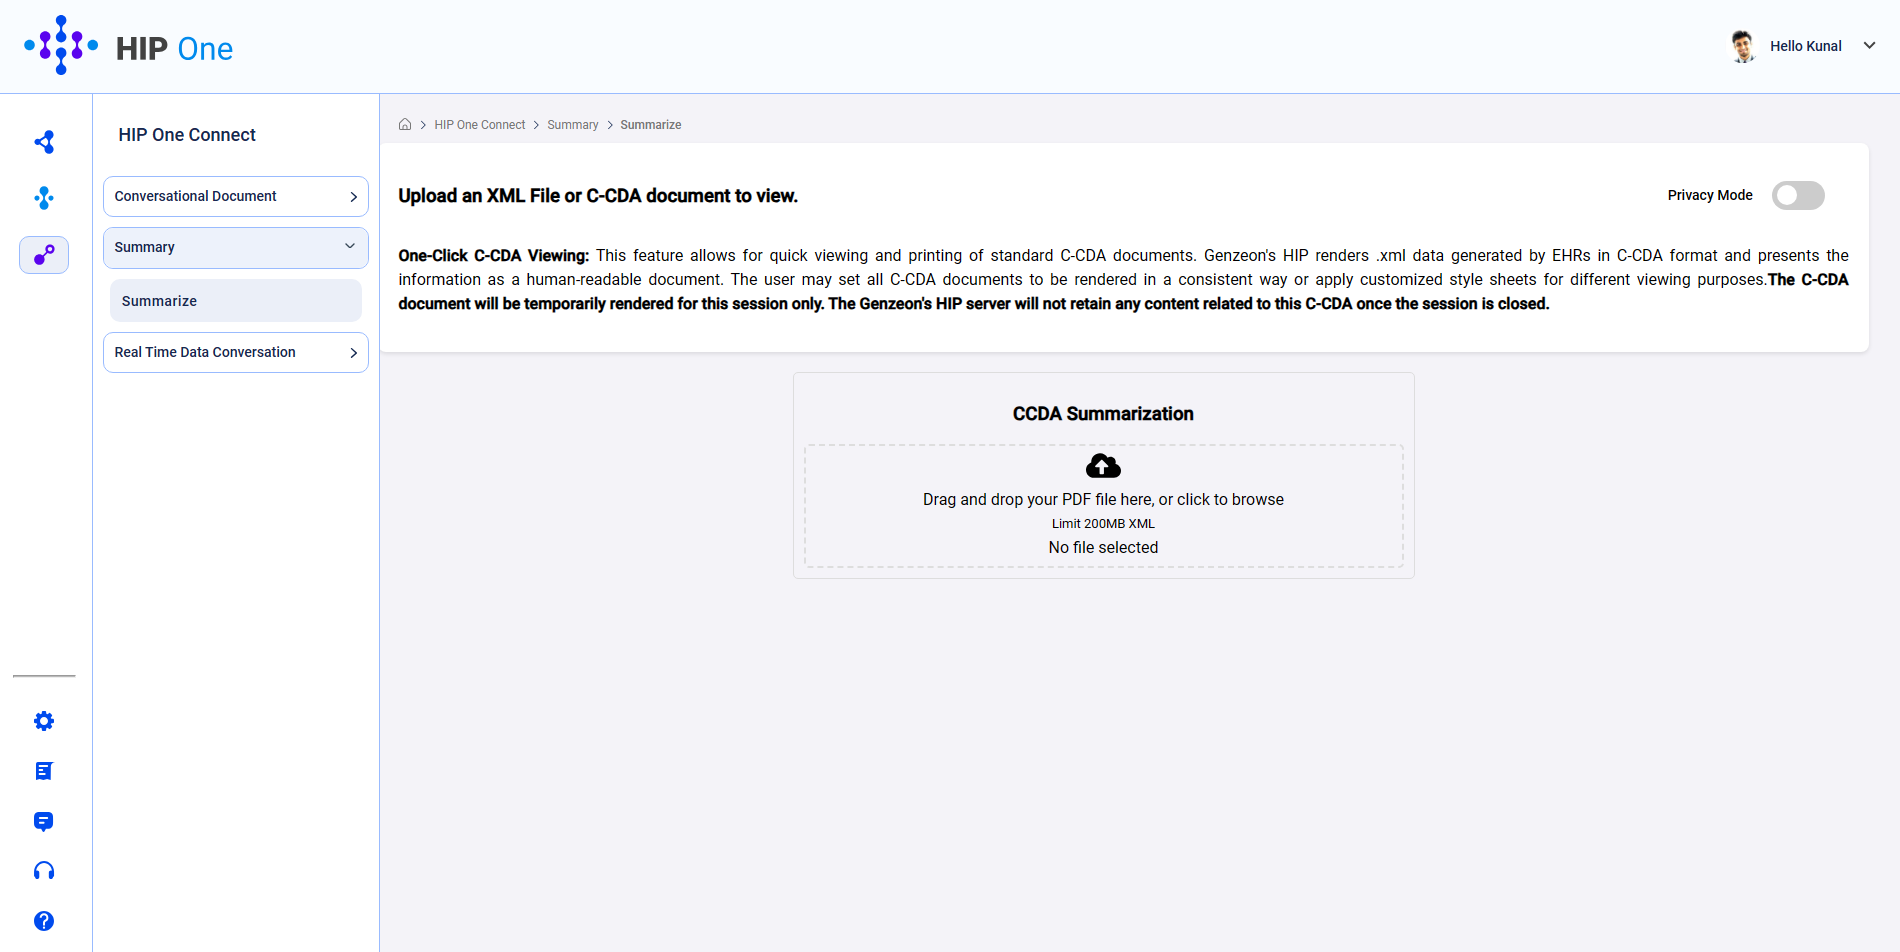 HIP One
Hello Kunal
HIP One Connect
Conversational Document
Summary
Summarize
Real Time Data Conversation
HIP One Connect > Summary > Summarize
Upload an XML File or C-CDA document to view.
Privacy Mode
One-Click C-CDA Viewing: This feature allows for quick viewing and printing of standard C-CDA documents. Genzeon's HIP renders .xml data generated by EHRs in C-CDA format and presents the
information as a human-readable document. The user may set all C-CDA documents to be rendered in a consistent way or apply customized style sheets for different viewing purposes.The C-CDA
document will be temporarily rendered for this session only. The Genzeon's HIP server will not retain any content related to this C-CDA once the session is closed.
CCDA Summarization
Drag and drop your PDF file here, or click to browse
Limit 200MB XML
No file selected